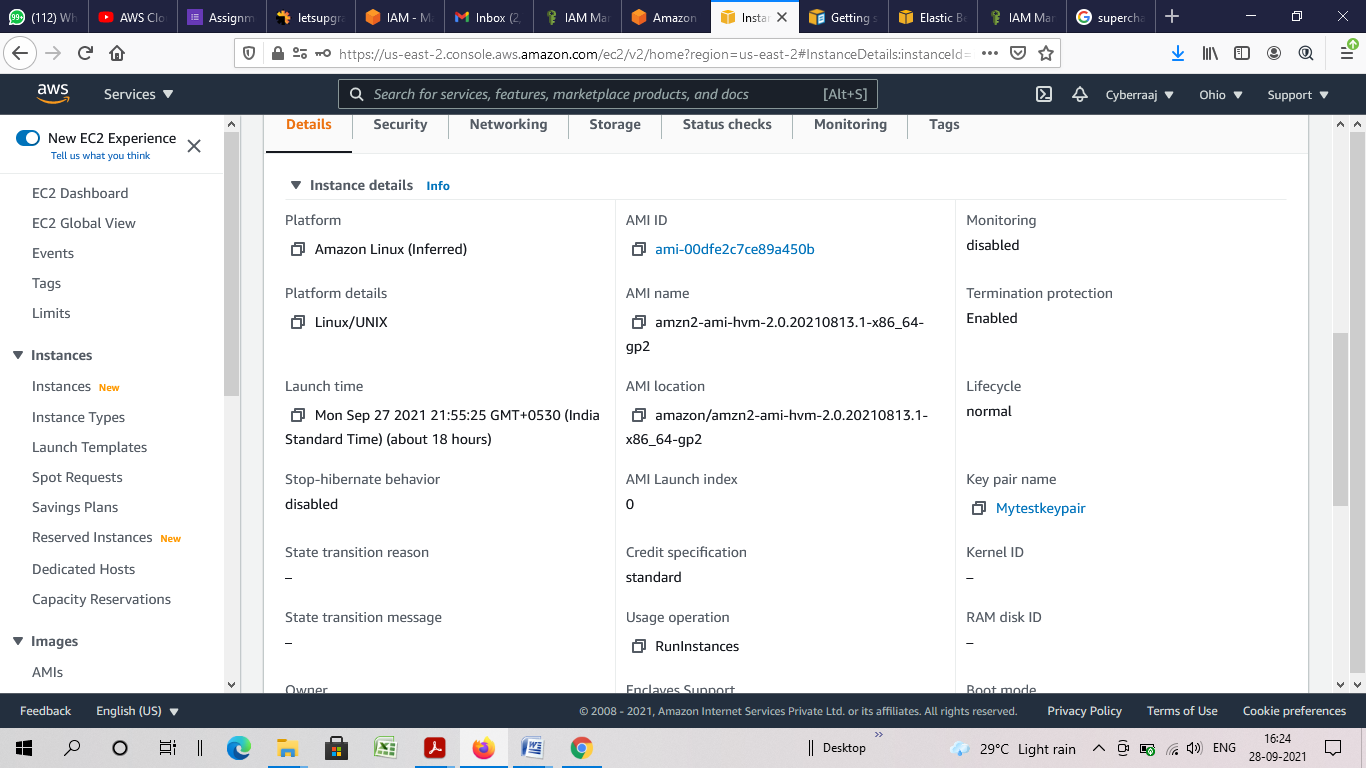 (112) Wh
AWS Clo
Assignm
letsupgra
IAM - Ma
Inbox (2,
IAM Mar
Amazon
Instan
Getting s
Elastic Be
IAM Man
supercha
https://us-east-2.console.aws.amazon.com/ec2/v2/home?region=us-east-2#InstanceDetails:instanceId=
aws
Services
Search for services, features, marketplace products, and docs [Alt+S]
Cyberraaj
Ohio
Support
New EC2 Experience
Tell us what you think
EC2 Dashboard
EC2 Global View
Events
Tags
Limits
Instances
Instances New
Instance Types
Launch Templates
Spot Requests
Savings Plans
Reserved Instances New
Dedicated Hosts
Capacity Reservations
Images
AMIs
Details Security Networking Storage Status checks Monitoring Tags
Instance details Info
Platform
Amazon Linux (Inferred)
AMI ID
ami-00dfe2c7ce89a450b
Monitoring
disabled
Platform details
Linux/UNIX
AMI name
amzn2-ami-hvm-2.0.20210813.1-x86_64-
gp2
Termination protection
Enabled
Launch time
Mon Sep 27 2021 21:55:25 GMT+0530 (India
Standard Time) (about 18 hours)
AMI location
amazon/amzn2-ami-hvm-2.0.20210813.1-
x86_64-gp2
Lifecycle
normal
Stop-hibernate behavior
disabled
AMI Launch index
0
Key pair name
Mytestkeypair
State transition reason
–
Credit specification
standard
Kernel ID
–
State transition message
–
Usage operation
RunInstances
RAM disk ID
–
Owner
Enclaves Support
Boot mode
Feedback
English (US)
© 2008 - 2021, Amazon Internet Services Private Ltd. or its affiliates. All rights reserved.
Privacy Policy
Terms of Use
Cookie preferences
Desktop
29°C Light rain
ENG
16:24
28-09-2021